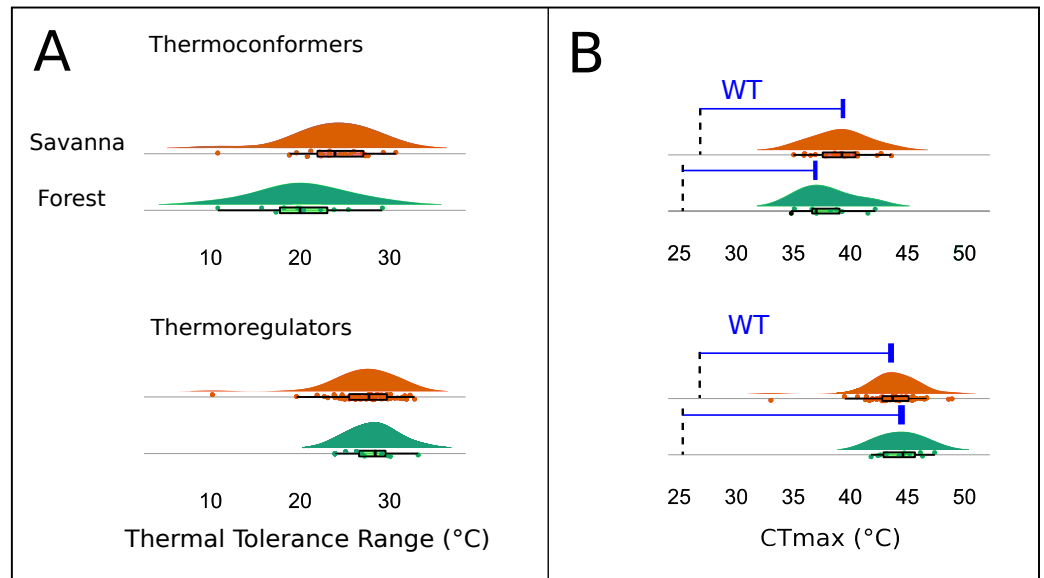 A
Thermoconformers
Savanna
Forest
10 20 30
Thermoregulators
10 20 30
Thermal Tolerance Range (°C)
B
WT
25 30 35 40 45 50
WT
25 30 35 40 45 50
CTmax (°C)